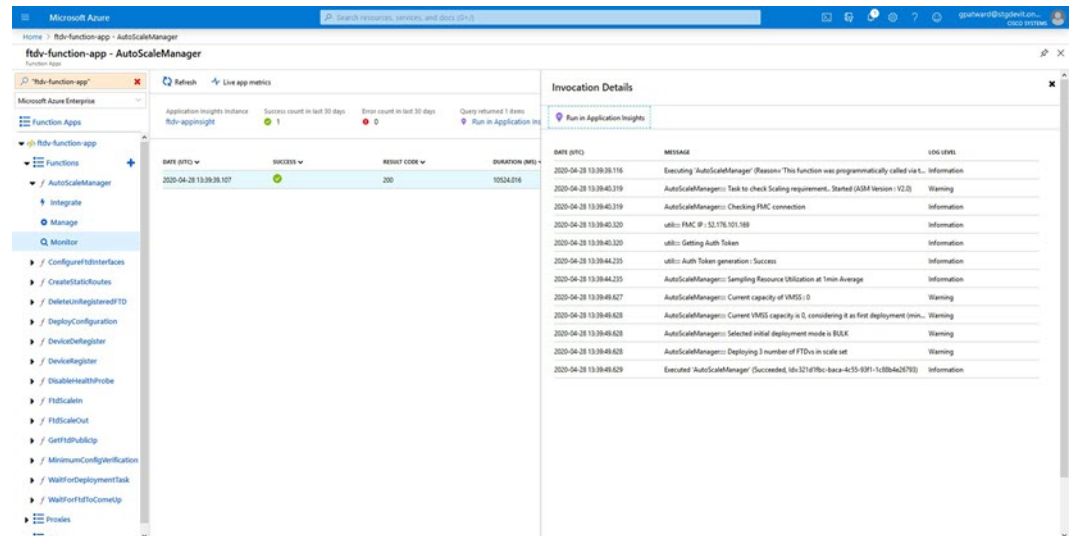 Microsoft Azure
Search resources, services, and docs (G+/)
gpatward@stgdevit.on...
CISCO SYSTEMS
Home > ftdv-function-app - AutoScaleManager
ftdv-function-app - AutoScaleManager
Function Apps
"ftdv-function-app"
Microsoft Azure Enterprise
Function Apps
ftdv-function-app
Functions
AutoScaleManager
Integrate
Manage
Monitor
ConfigureFtdInterfaces
CreateStaticRoutes
DeleteUnRegisteredFTD
DeployConfiguration
DeviceDeRegister
DeviceRegister
DisableHealthProbe
FtdScaleIn
FtdScaleOut
GetFtdPublicIp
MinimumConfigVerification
WaitForDeploymentTask
WaitForFtdToComeUp
Proxies
Refresh
Live app metrics
Application Insights Instance
ftdv-appinsight
Success count in last 30 days
1
Error count in last 30 days
0
Query returned 1 items
Run in Application Ins
DATE (UTC) SUCCESS RESULT CODE DURATION (MS)
2020-04-28 13:39:39.107 200 10524.016
Invocation Details
Run in Application Insights
DATE (UTC) MESSAGE LOG LEVEL
2020-04-28 13:39:39.116 Executing 'AutoScaleManager' (Reason='This function was programmatically called via t... Information
2020-04-28 13:39:40.319 AutoScaleManager::: Task to check Scaling requirement.. Started (ASM Version : V2.0) Warning
2020-04-28 13:39:40.319 AutoScaleManager::: Checking FMC connection Information
2020-04-28 13:39:40.320 util::: FMC IP : 52.176.101.169 Information
2020-04-28 13:39:40.320 util::: Getting Auth Token Information
2020-04-28 13:39:44.235 util::: Auth Token generation : Success Information
2020-04-28 13:39:44.235 AutoScaleManager::: Sampling Resource Utilization at 1min Average Information
2020-04-28 13:39:49.627 AutoScaleManager::: Current capacity of VMSS : 0 Warning
2020-04-28 13:39:49.628 AutoScaleManager::: Current VMSS capacity is 0, considering it as first deployment (min... Warning
2020-04-28 13:39:49.628 AutoScaleManager::: Selected initial deployment mode is BULK Warning
2020-04-28 13:39:49.628 AutoScaleManager::: Deploying 3 number of FTDvs in scale set Warning
2020-04-28 13:39:49.629 Executed 'AutoScaleManager' (Succeeded, Id=321d1fbc-baca-4c55-93f1-1c88b4e26793) Information